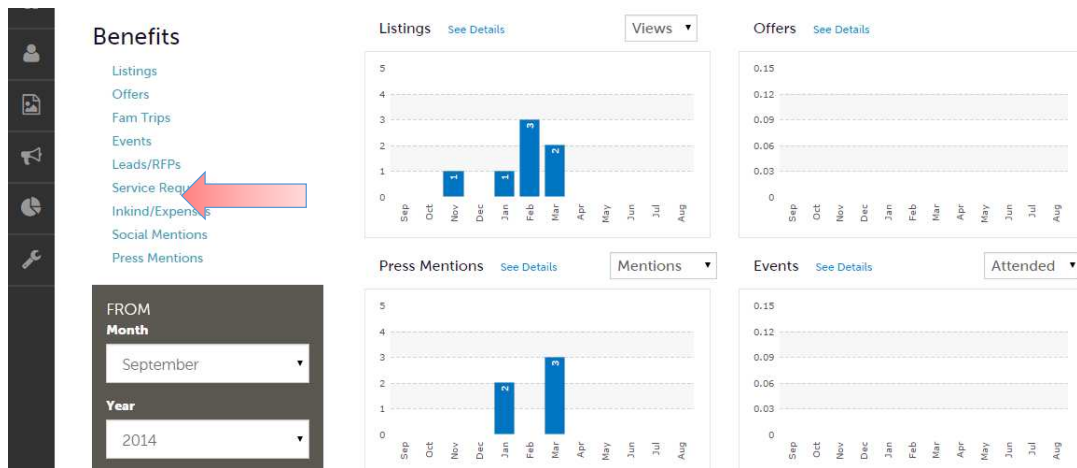 Benefits
Listings
Offers
Fam Trips
Events
Leads/RFPs
Service Requ
Inkind/Expenses
Social Mentions
Press Mentions
FROM
Month
September
Year
2014
Listings See Details Views
5
4
3
2
1
0
1
1
3
2
Sep Oct Nov Dec Jan Feb Mar Apr May Jun Jul Aug
Offers See Details
0.15
0.12
0.09
0.06
0.03
0
Sep Oct Nov Dec Jan Feb Mar Apr May Jun Jul Aug
Press Mentions See Details Mentions
5
4
3
2
1
0
2
3
Sep Oct Nov Dec Jan Feb Mar Apr May Jun Jul Aug
Events See Details Attended
0.15
0.12
0.09
0.06
0.03
0
Sep Oct Nov Dec Jan Feb Mar Apr May Jun Jul Aug